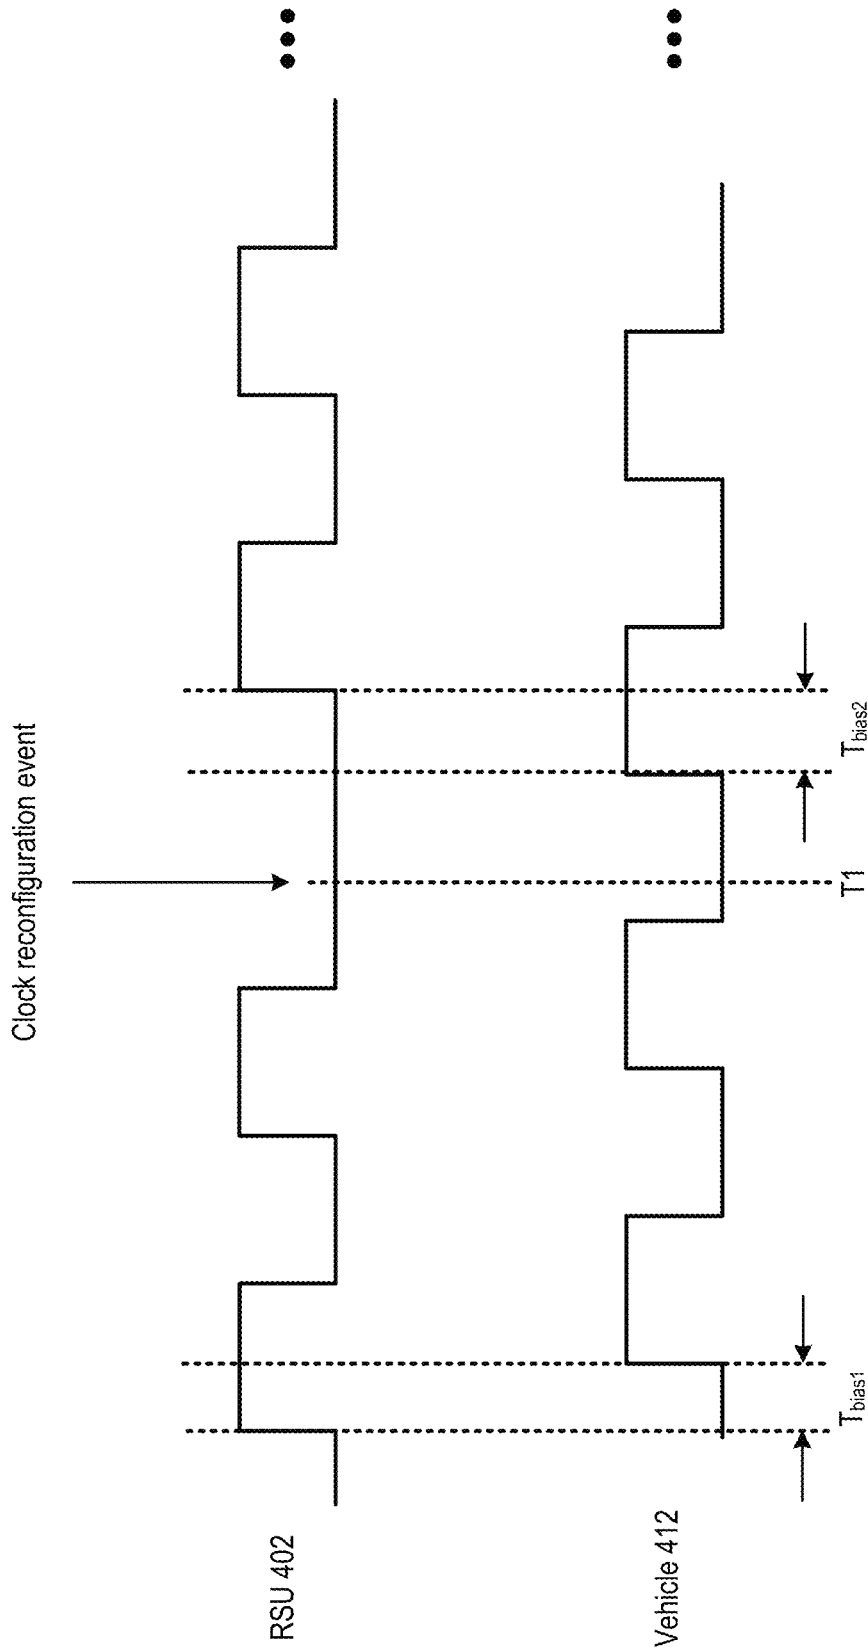 Clock reconfiguration event
RSU 402
Vehicle 412
Tbias1
T1
Tbias2